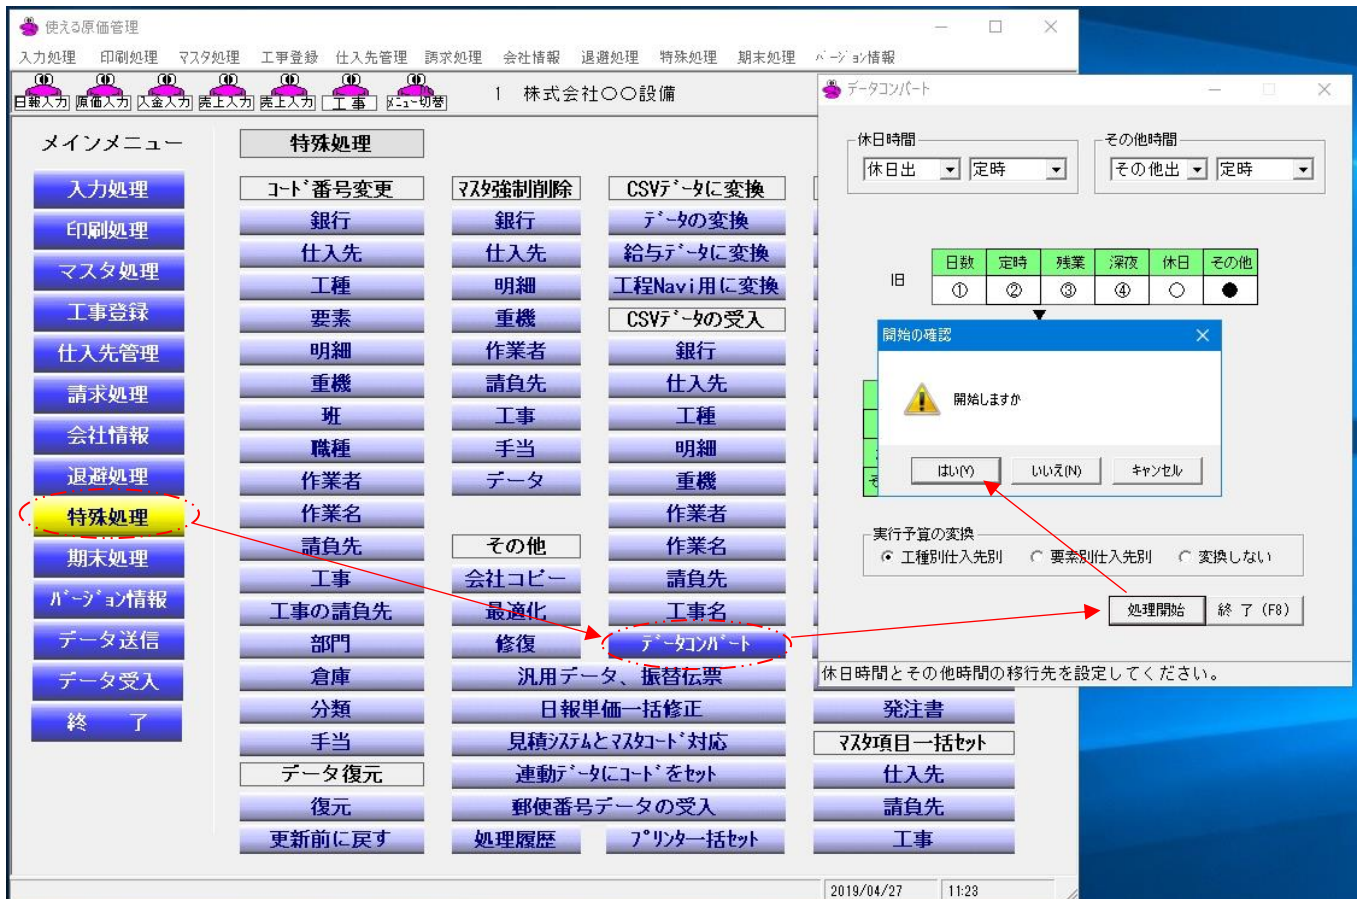 使える原価管理
入力処理 印刷処理 マスタ処理 工事登録 仕入先管理 請求処理 会社情報 退避処理 特殊処理 期末処理 バージョン情報
日報入力 原価入力 入金入力 売上入力 売上入力 工事 メニュー切替 1 株式会社〇〇設備
メインメニュー
入力処理
印刷処理
マスタ処理
工事登録
仕入先管理
請求処理
会社情報
退避処理
特殊処理
期末処理
バージョン情報
データ送信
データ受入
終 了
特殊処理
コード番号変更
銀行
仕入先
工種
要素
明細
重機
班
職種
作業者
作業名
請負先
工事
工事の請負先
部門
倉庫
分類
手当
データ復元
復元
更新前に戻す
マスタ強制削除
銀行
仕入先
明細
重機
作業者
請負先
工事
手当
データ
その他
会社コピー
最適化
修復
CSVデータに変換
データの変換
給与データに変換
工程Navi用に変換
CSVデータの受入
銀行
仕入先
工種
明細
重機
作業者
作業名
請負先
工事名
データコンバート
汎用データ、振替伝票
日報単価一括修正
見積システムとマスタコード対応
連動データにコードをセット
郵便番号データの受入
処理履歴 プリンター括セット
発注書
マスタ項目一括セット
仕入先
請負先
工事
2019/04/27 11:23
データコンバート
休日時間
休日出 定時
その他時間
その他出 定時
日数 定時 残業 深夜 休日 その他
旧 ① ② ③ ④ ○ ●
▼
開始の確認
開始しますか
はい(Y) いいえ(N) キャンセル
実行予算の変換
工種別仕入先別 要素別仕入先別 変換しない
処理開始 終 了 (F8)
休日時間とその他時間の移行先を設定してください。